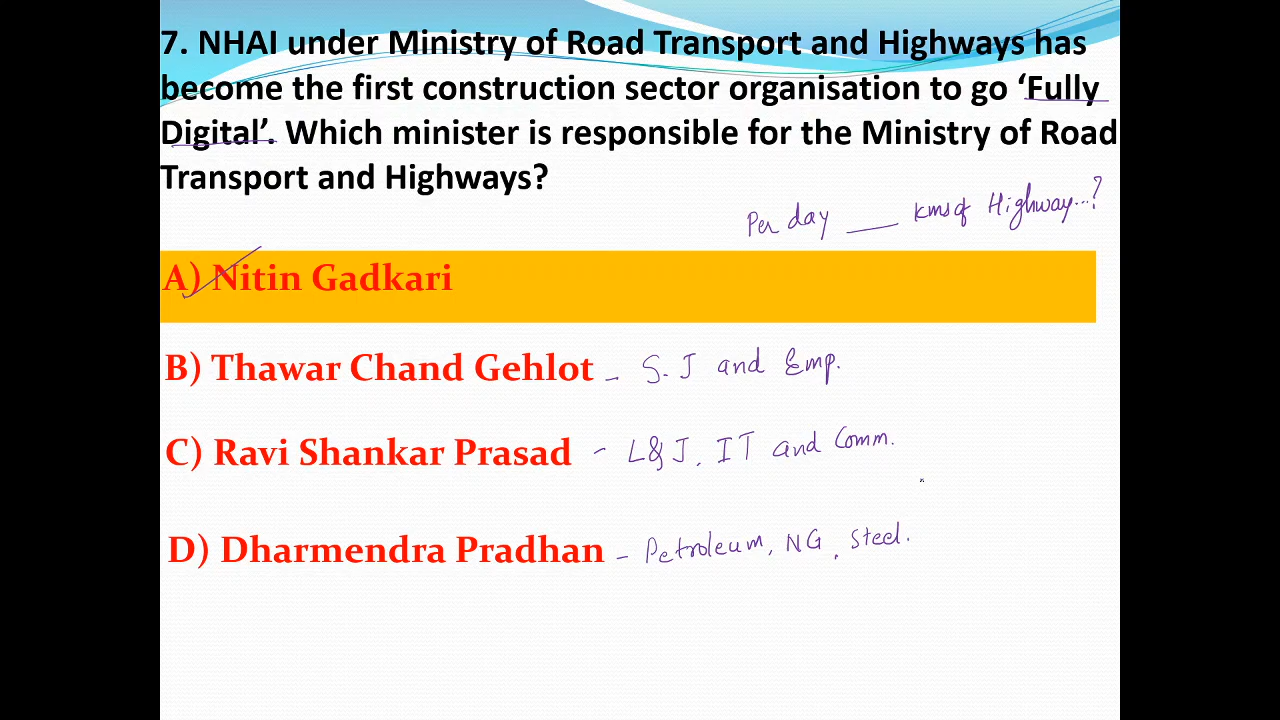 7. NHAI under Ministry of Road Transport and Highways has
become the first construction sector organisation to go ‘Fully
Digital’. Which minister is responsible for the Ministry of Road
Transport and Highways?
Per day ___ kms of Highway...?
A) Nitin Gadkari
B) Thawar Chand Gehlot - S. J and Emp.
C) Ravi Shankar Prasad - L&J, IT and Comm.
D) Dharmendra Pradhan - Petroleum, NG, Steel.